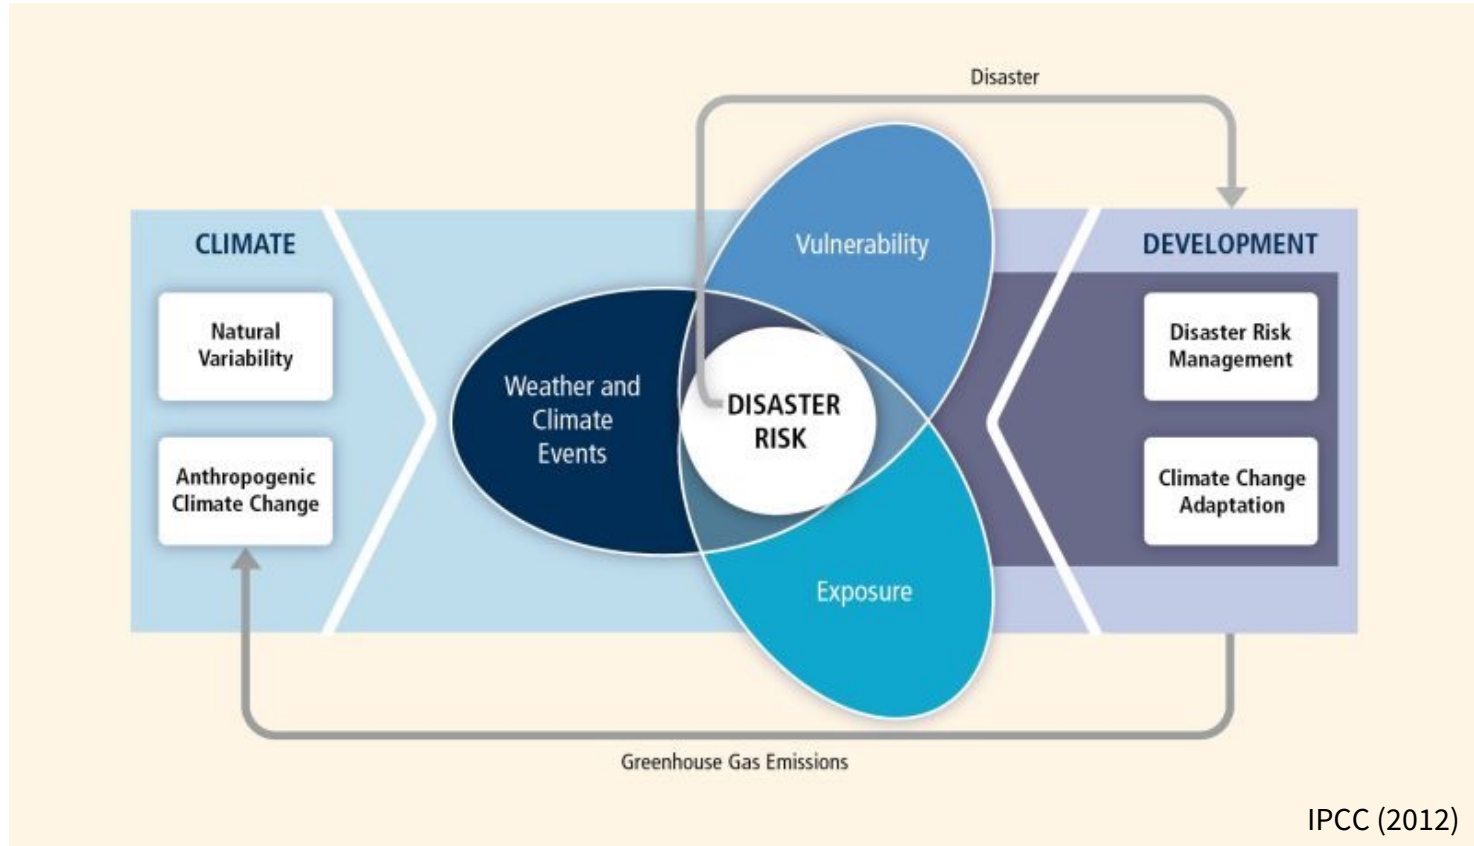 Disaster
CLIMATE
Natural
Variability
Anthropogenic
Climate Change
Weather and
Climate
Events
Vulnerability
DISASTER
RISK
Exposure
DEVELOPMENT
Disaster Risk
Management
Climate Change
Adaptation
Greenhouse Gas Emissions
IPCC (2012)